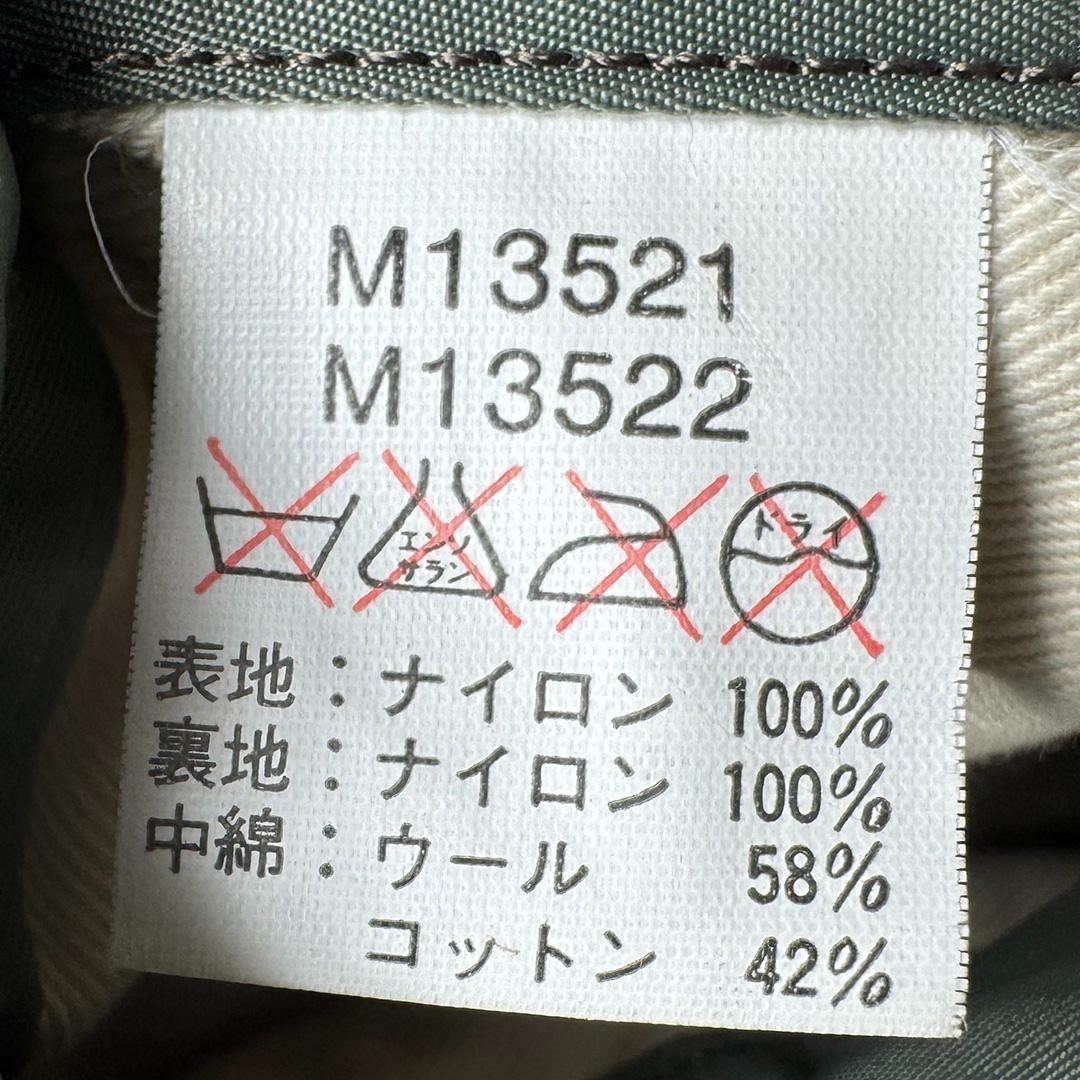 M13521
M13522
エンソ
サラシ
ドライ
表地：ナイロン 100%
裏地：ナイロン 100%
中綿：ウール 58%
コットン 42%